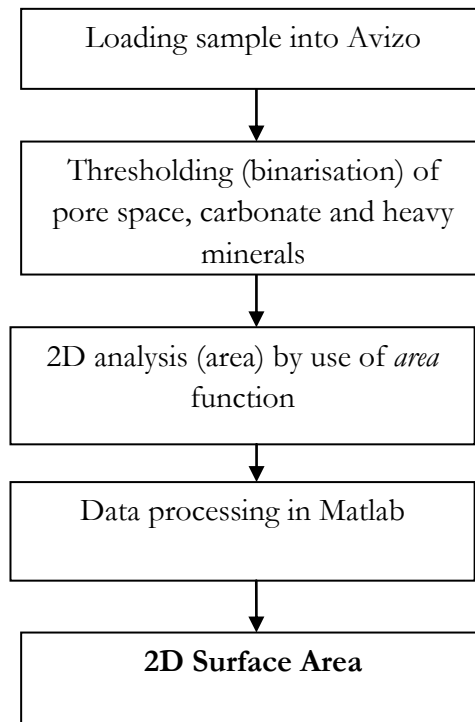 Loading sample into Avizo
Thresholding (binarisation) of
pore space, carbonate and heavy
minerals
2D analysis (area) by use of area
function
Data processing in Matlab
2D Surface Area